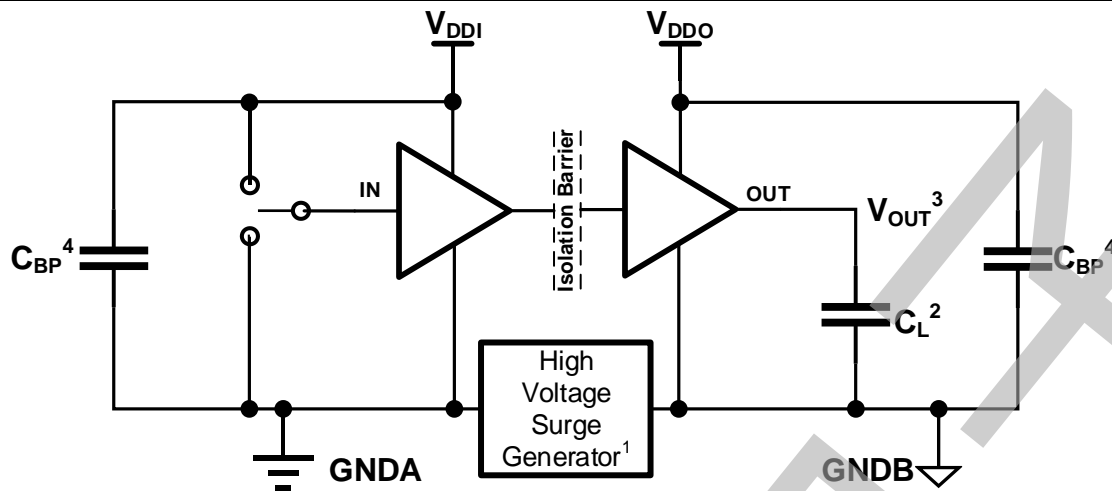 VDDI
VDDO
IN
Isolation Barrier
OUT
VOUT3
CBP4
CBP4
CL2
High
Voltage
Surge
Generator1
GNDA
GNDB